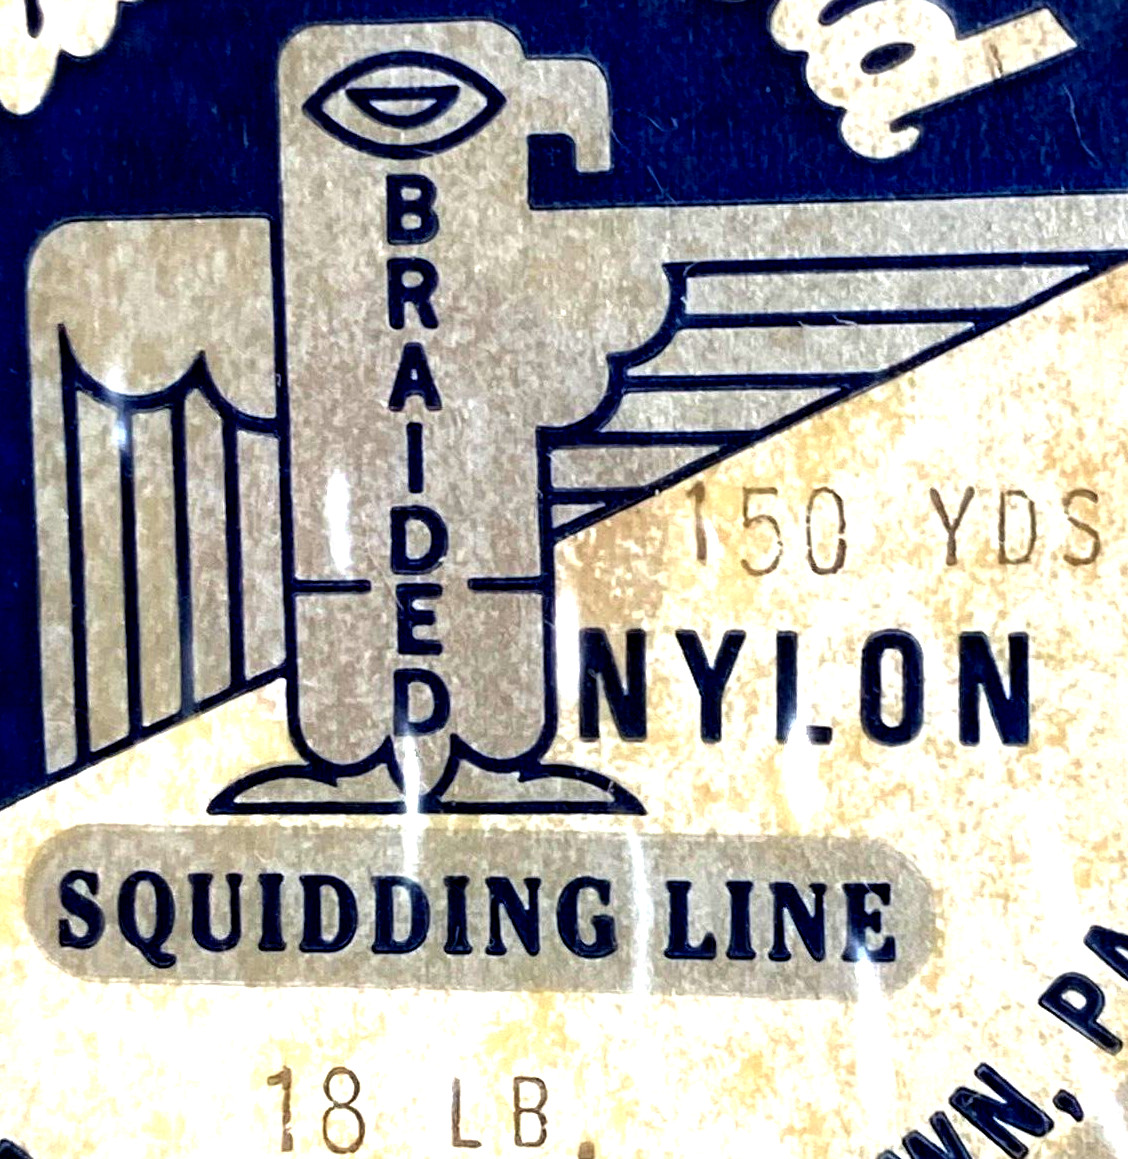 BRAIDED
150 YDS
NYLON
SQUIDDING LINE
18 LB.